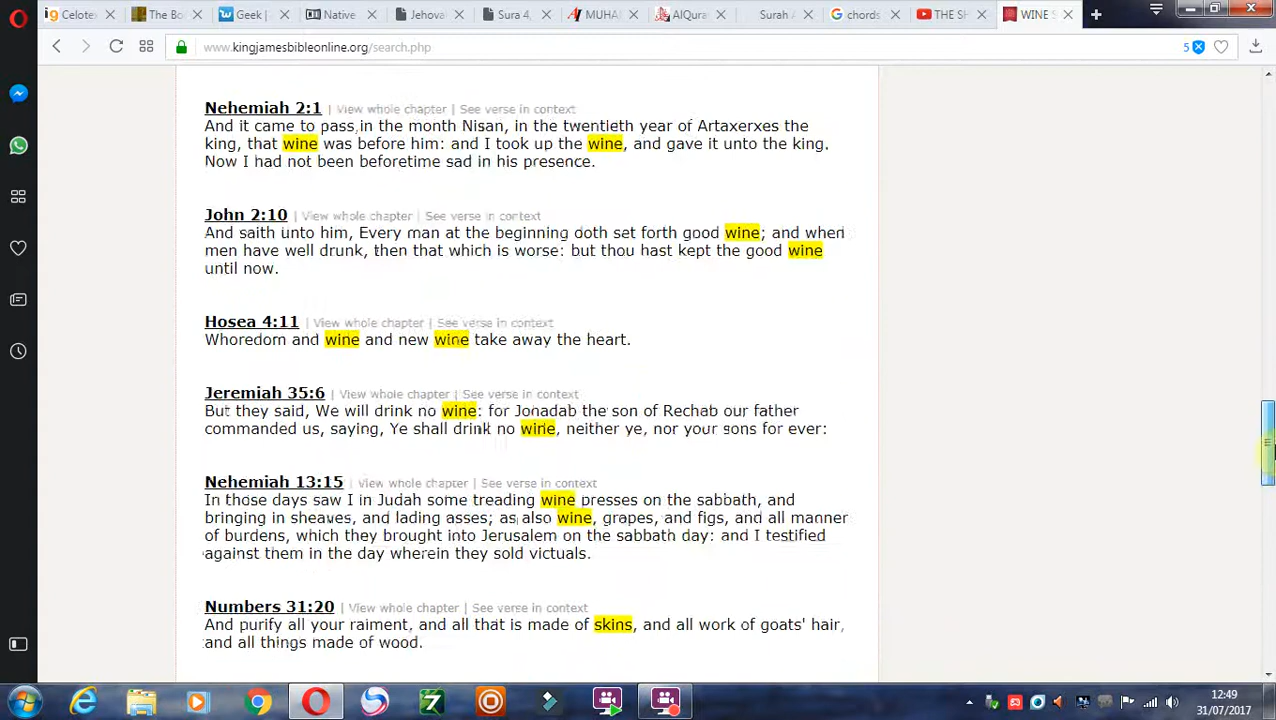 Celotex
The Bo
Geek |
Native
Jehova
Sura 4,
MUHA
AlQura
Surah A
chords
THE S
WINE S
www.kingjamesbibleonline.org/search.php
5
Nehemiah 2:1 | View whole chapter | See verse in context
And it came to pass in the month Nisan, in the twentieth year of Artaxerxes the
king, that wine was before him: and I took up the wine, and gave it unto the king.
Now I had not been beforetime sad in his presence.
John 2:10 | View whole chapter | See verse in context
And saith unto him, Every man at the beginning doth set forth good wine; and when
men have well drunk, then that which is worse: but thou hast kept the good wine
until now.
Hosea 4:11 | View whole chapter | See verse in context
Whoredom and wine and new wine take away the heart.
Jeremiah 35:6 | View whole chapter | See verse in context
But they said, We will drink no wine: for Jonadab the son of Rechab our father
commanded us, saying, Ye shall drink no wine, neither ye, nor your sons for ever:
Nehemiah 13:15 | View whole chapter | See verse in context
In those days saw I in Judah some treading wine presses on the sabbath, and
bringing in sheaves, and lading asses; as also wine, grapes, and figs, and all manner
of burdens, which they brought into Jerusalem on the sabbath day: and I testified
against them in the day wherein they sold victuals.
Numbers 31:20 | View whole chapter | See verse in context
And purify all your raiment, and all that is made of skins, and all work of goats' hair,
and all things made of wood.
12:49
31/07/2017